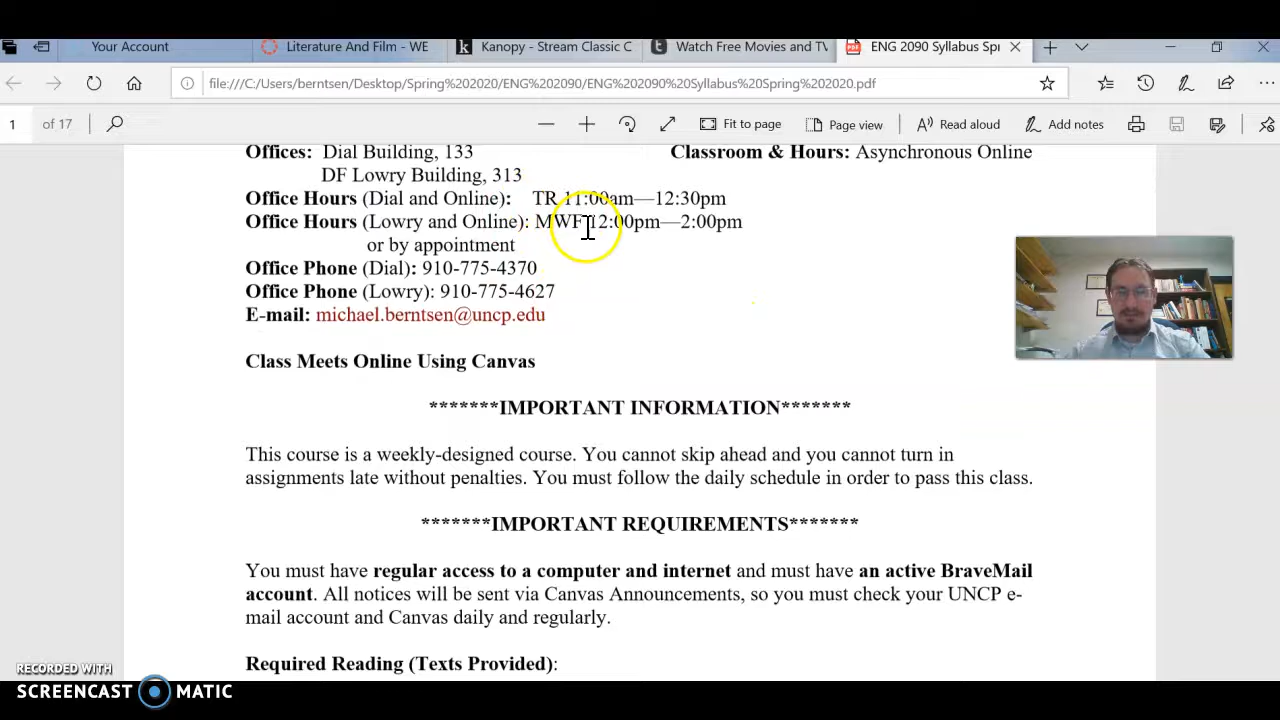 Your Account
Literature And Film - WE
Kanopy - Stream Classic C
Watch Free Movies and TV
ENG 2090 Syllabus Spri
file:///C:/Users/berntsen/Desktop/Spring%202020/ENG%202090/ENG%202090%20Syllabus%20Spring%202020.pdf
1 of 17
Fit to page
Page view
Read aloud
Add notes
Offices: Dial Building, 133 Classroom & Hours: Asynchronous Online
DF Lowry Building, 313
Office Hours (Dial and Online): TR 11:00am—12:30pm
Office Hours (Lowry and Online): MWF 12:00pm—2:00pm
or by appointment
Office Phone (Dial): 910-775-4370
Office Phone (Lowry): 910-775-4627
E-mail: michael.berntsen@uncp.edu
Class Meets Online Using Canvas
*******IMPORTANT INFORMATION*******
This course is a weekly-designed course. You cannot skip ahead and you cannot turn in
assignments late without penalties. You must follow the daily schedule in order to pass this class.
*******IMPORTANT REQUIREMENTS*******
You must have regular access to a computer and internet and must have an active BraveMail
account. All notices will be sent via Canvas Announcements, so you must check your UNCP e-
mail account and Canvas daily and regularly.
Required Reading (Texts Provided):
RECORDED WITH
SCREENCAST MATIC